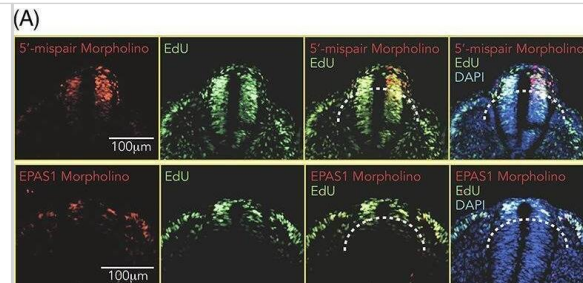 (A)
5'-mispair Morpholino
EdU
5'-mispair Morpholino
EdU
5'-mispair Morpholino
EdU
DAPI
100μm
EPAS1 Morpholino
EdU
EPAS1 Morpholino
EdU
EPAS1 Morpholino
EdU
DAPI
100μm